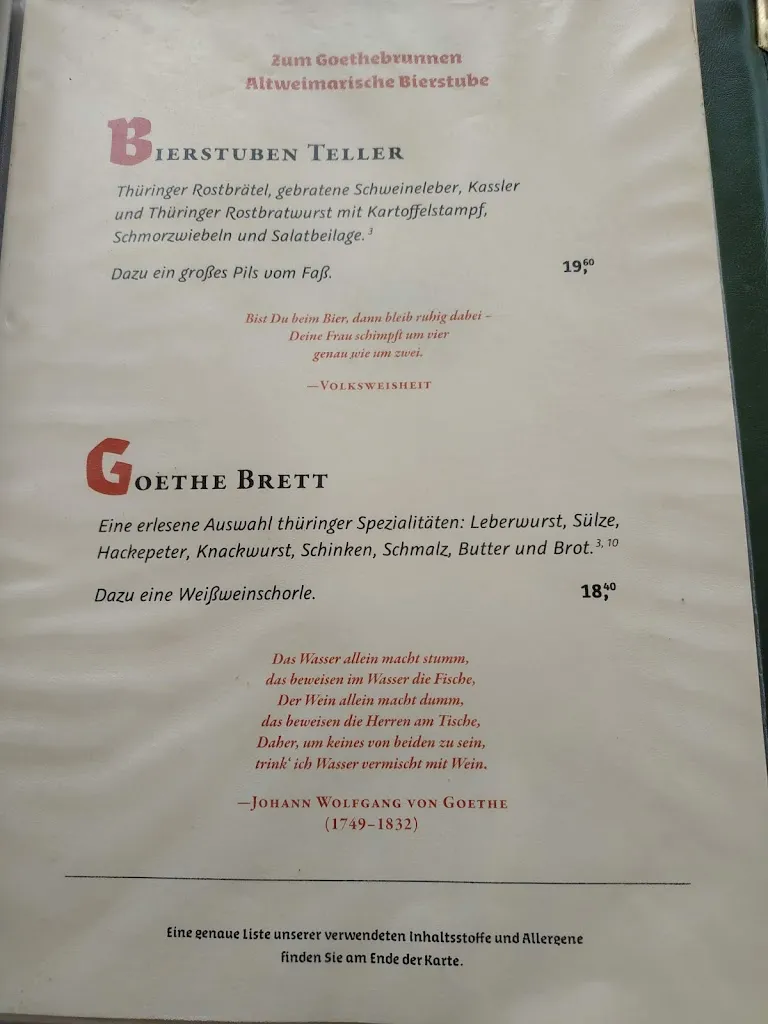 Zum Goethebrunnen
Altweimarische Bierstube
Bierstuben Teller
Thüringer Rostbrätel, gebratene Schweineleber, Kassler
und Thüringer Rostbratwurst mit Kartoffelstampf,
Schmorzwiebeln und Salatbeilage.³
Dazu ein großes Pils vom Faß. 19,60
Bist Du beim Bier, dann bleib ruhig dabei –
Deine Frau schimpft um vier
genau wie um zwei.
—Volksweisheit
Goethe Brett
Eine erlesene Auswahl thüringer Spezialitäten: Leberwurst, Sülze,
Hackepeter, Knackwurst, Schinken, Schmalz, Butter und Brot.³, ¹⁰
Dazu eine Weißweinschorle. 18,40
Das Wasser allein macht stumm,
das beweisen im Wasser die Fische,
Der Wein allein macht dumm,
das beweisen die Herren am Tische,
Daher, um keines von beiden zu sein,
trink‘ ich Wasser vermischt mit Wein.
—Johann Wolfgang von Goethe
(1749–1832)
Eine genaue Liste unserer verwendeten Inhaltsstoffe und Allergene
finden Sie am Ende der Karte.